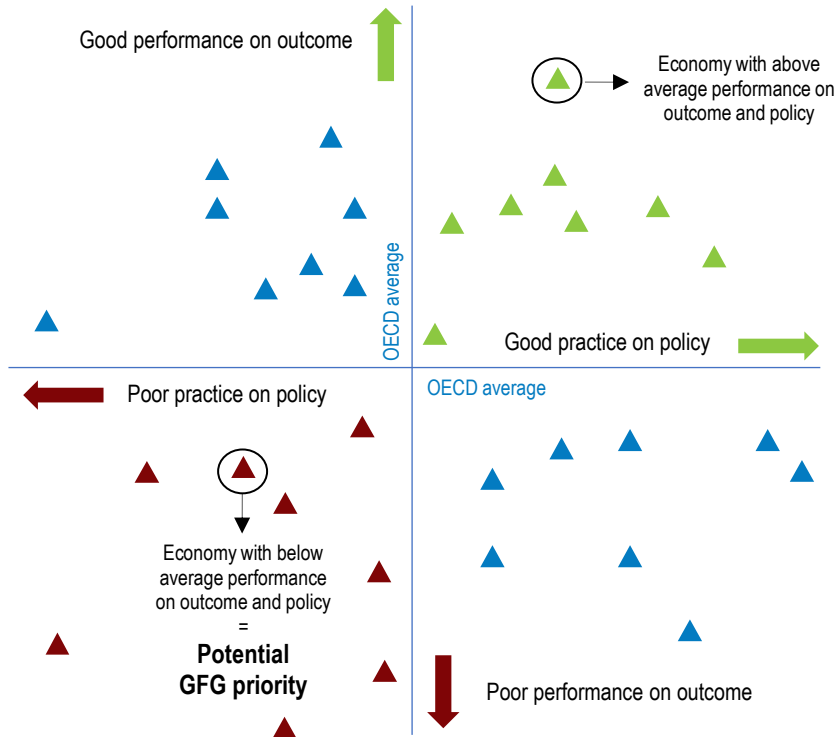 Good performance on outcome
Economy with above
average performance on
outcome and policy
OECD average
Good practice on policy
Poor practice on policy
OECD average
Economy with below
average performance
on outcome and policy
=
Potential
GFG priority
Poor performance on outcome